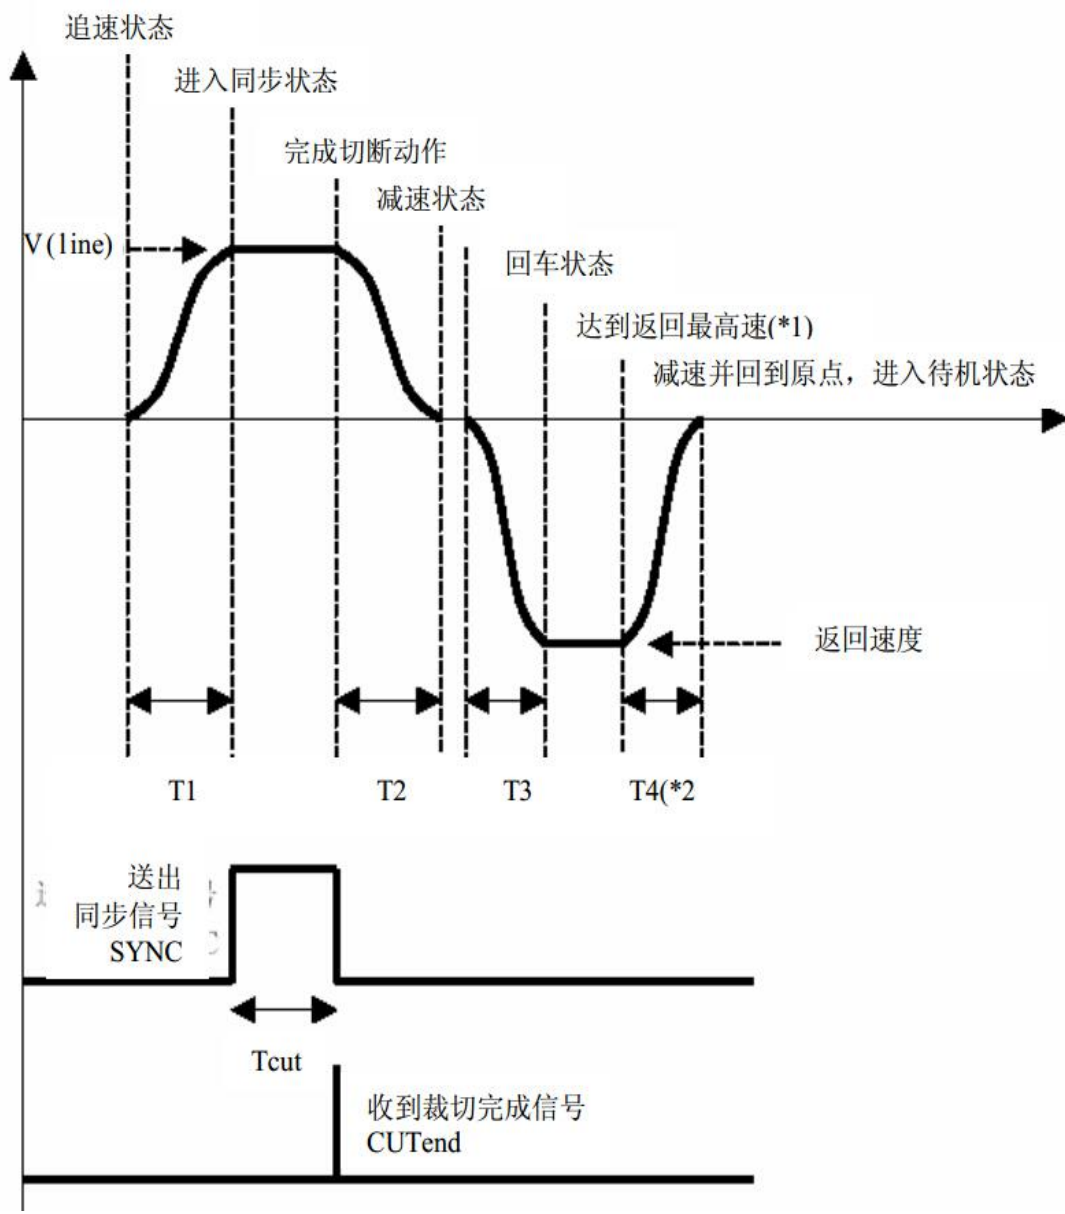 追速状态
进入同步状态
完成切断动作
减速状态
V(line)
回车状态
达到返回最高速(*1)
减速并回到原点，进入待机状态
返回速度
T1
T2
T3
T4(*2
送出
同步信号
SYNC
Tcut
收到裁切完成信号
CUTend